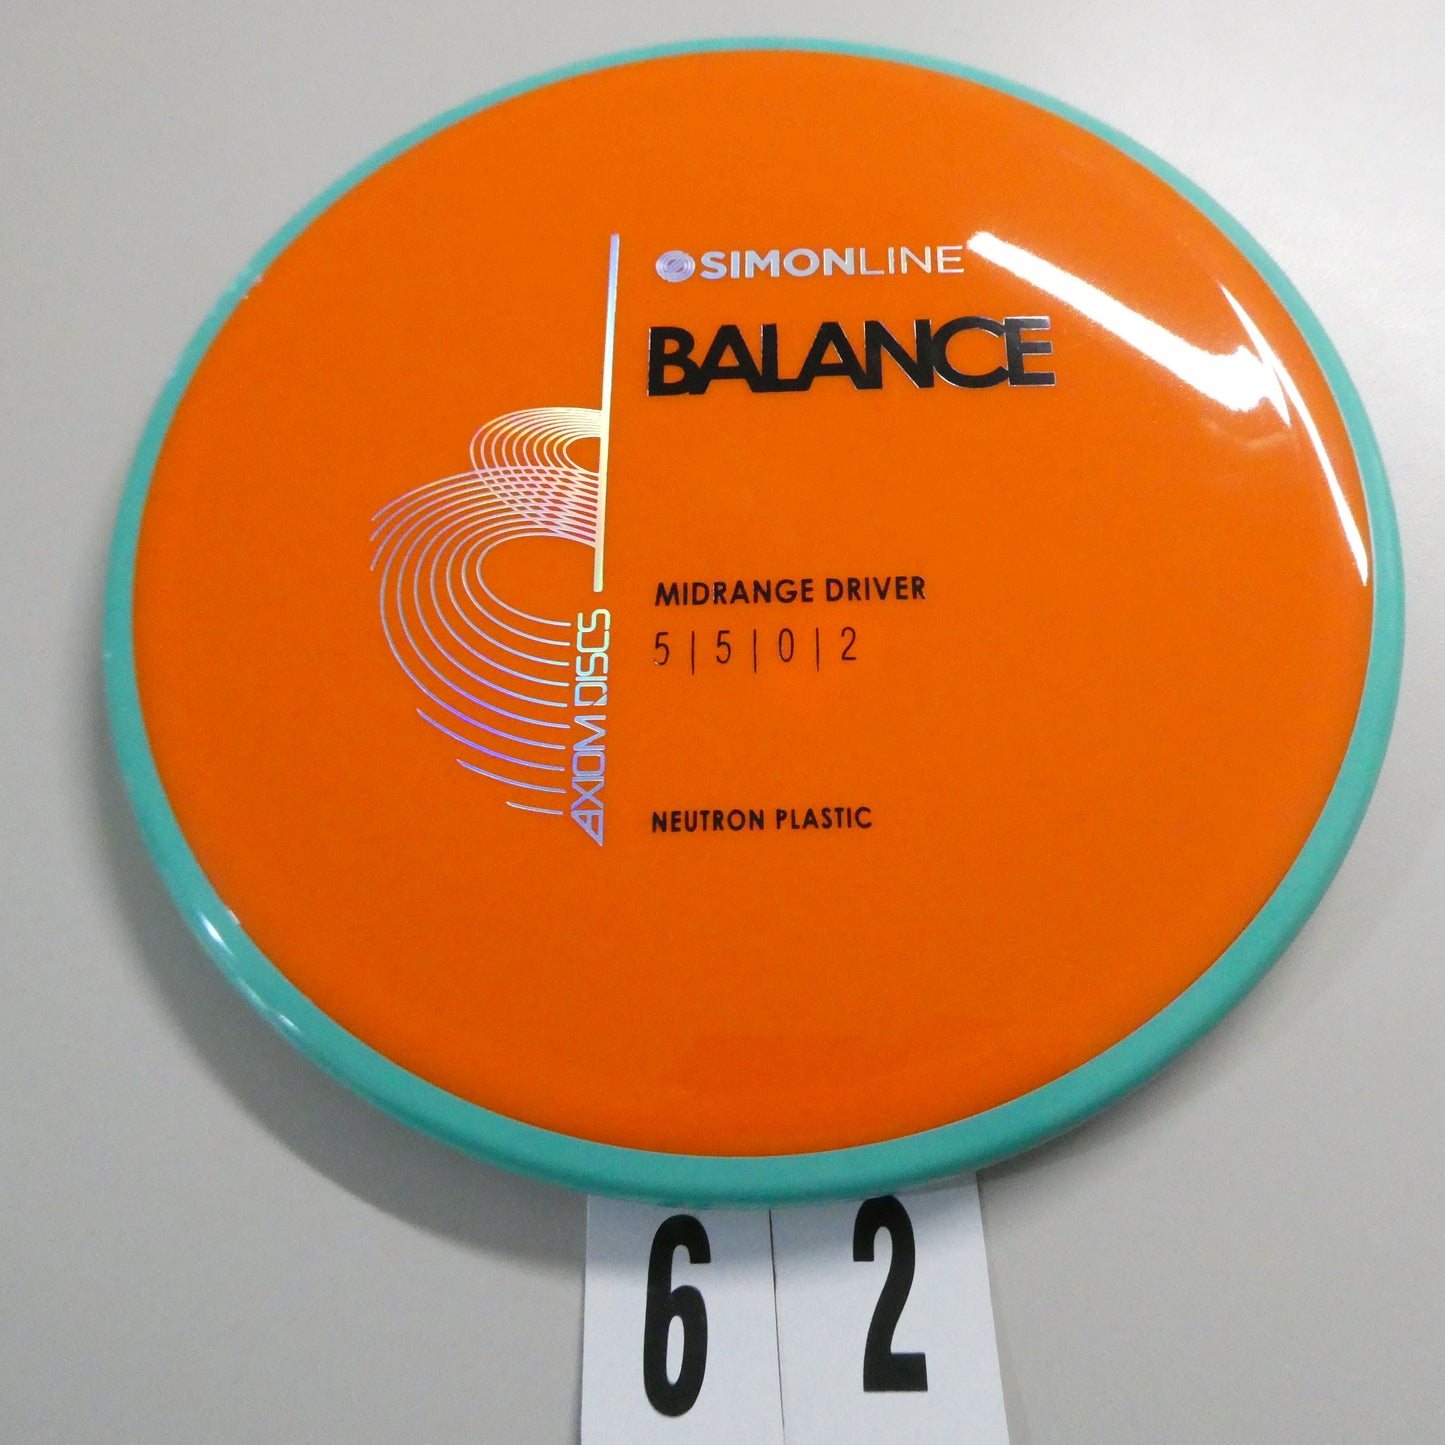 SIMONLINE
BALANCE
MIDRANGE DRIVER
5 | 5 | 0 | 2
NEUTRON PLASTIC
AXIOM DISCS
6 2